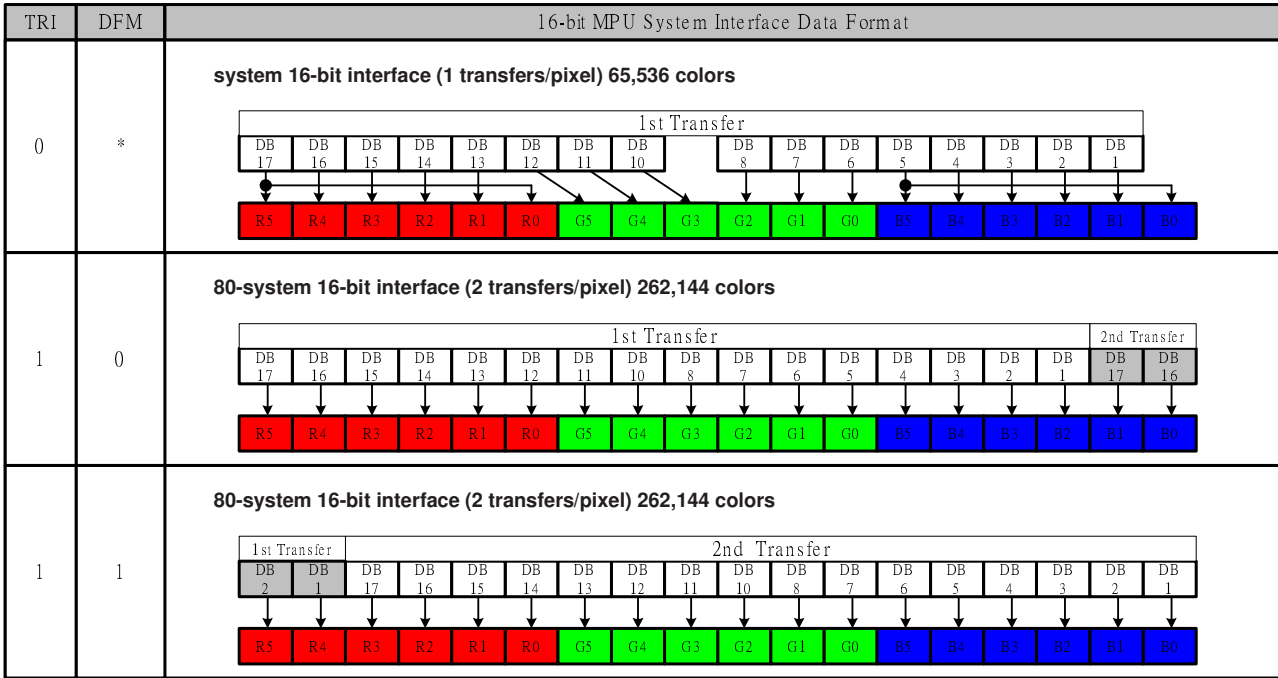 TRI DFM 16-bit MPU System Interface Data Format
system 16-bit interface (1 transfers/pixel) 65,536 colors
0 *
1st Transfer
DB DB DB DB DB DB DB DB DB DB DB DB DB DB DB DB
17 16 15 14 13 12 11 10 8 7 6 5 4 3 2 1
R5 R4 R3 R2 R1 R0 G5 G4 G3 G2 G1 G0 B5 B4 B3 B2 B1 B0
80-system 16-bit interface (2 transfers/pixel) 262,144 colors
1 0
1st Transfer 2nd Transfer
DB DB DB DB DB DB DB DB DB DB DB DB DB DB DB DB DB DB
17 16 15 14 13 12 11 10 8 7 6 5 4 3 2 1 17 16
R5 R4 R3 R2 R1 R0 G5 G4 G3 G2 G1 G0 B5 B4 B3 B2 B1 B0
80-system 16-bit interface (2 transfers/pixel) 262,144 colors
1 1
1st Transfer 2nd Transfer
DB DB DB DB DB DB DB DB DB DB DB DB DB DB DB DB DB DB
2 1 17 16 15 14 13 12 11 10 8 7 6 5 4 3 2 1
R5 R4 R3 R2 R1 R0 G5 G4 G3 G2 G1 G0 B5 B4 B3 B2 B1 B0